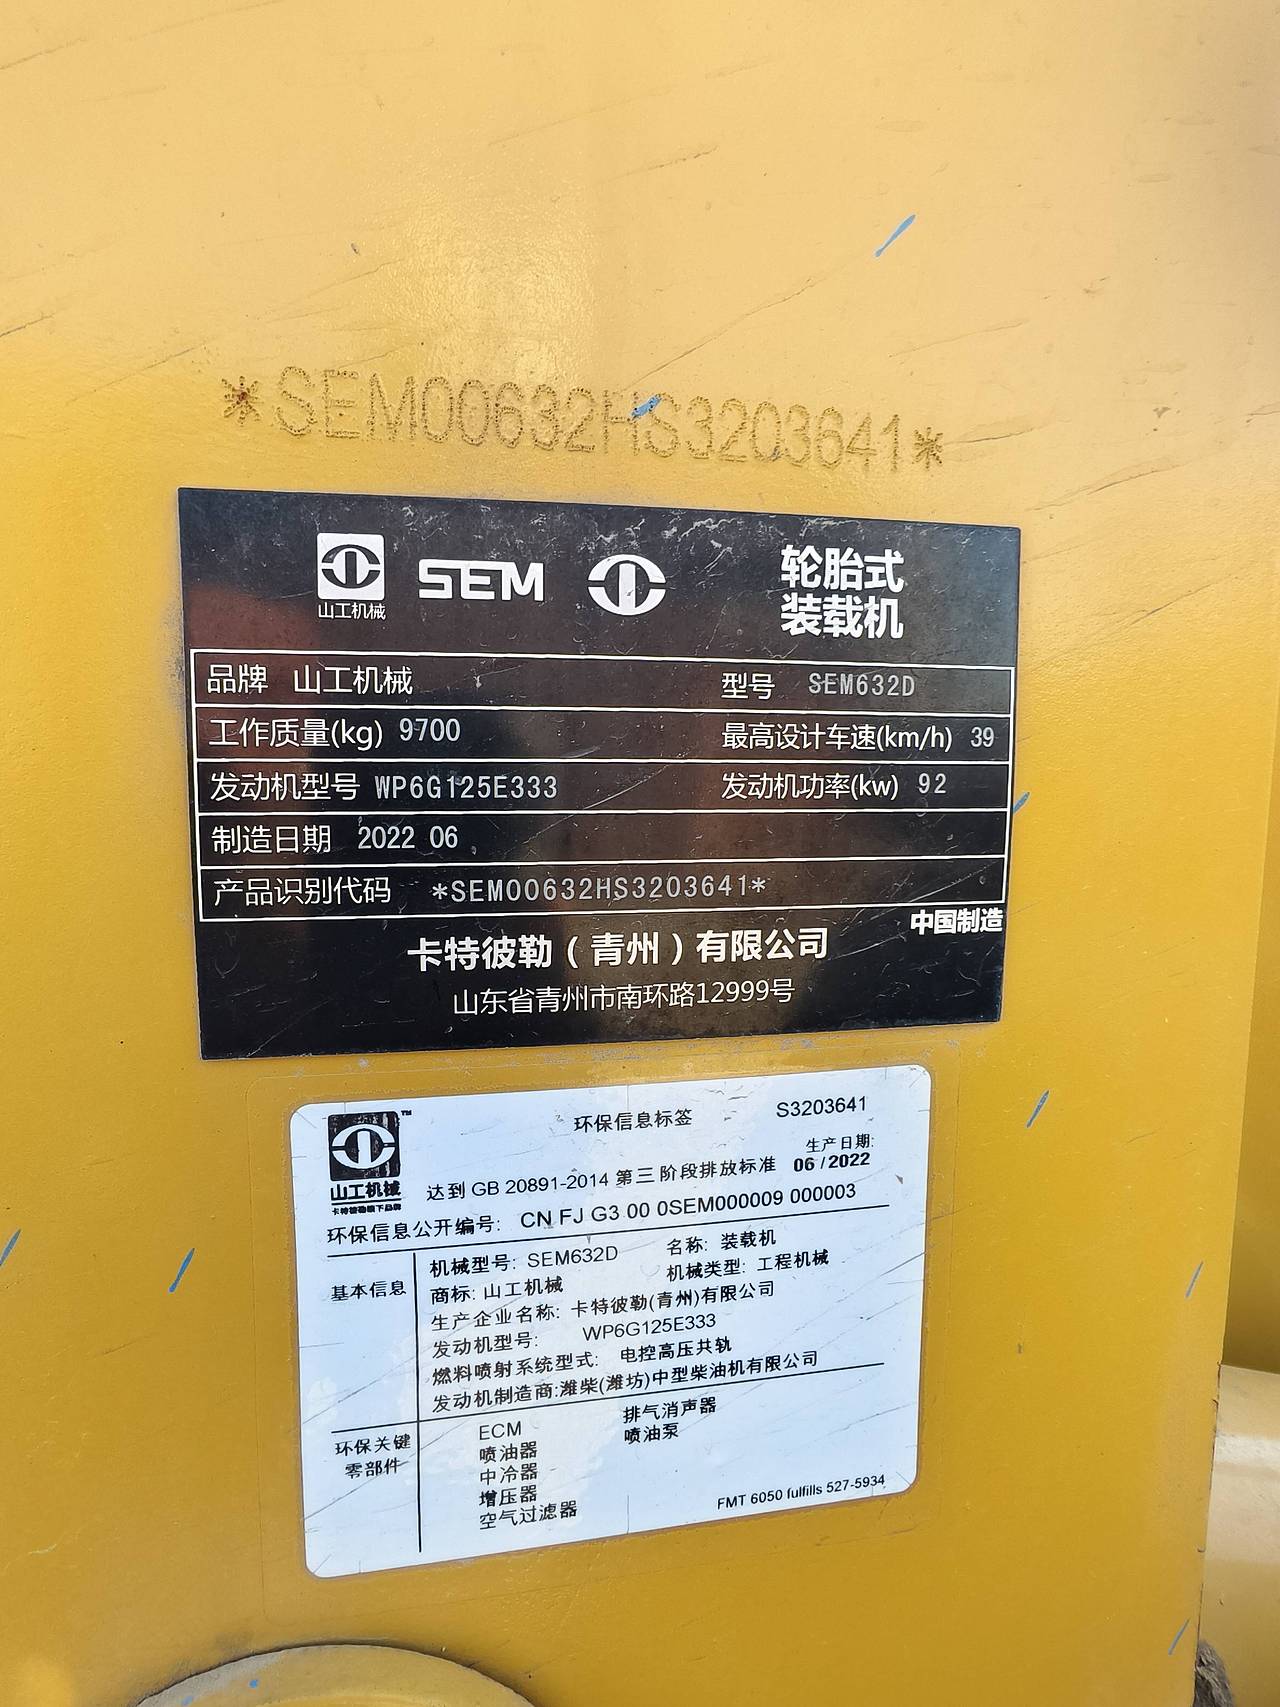 *SEM00632HS3203641*
山工机械 SEM 轮胎式
装载机
品牌 山工机械 型号 SEM632D
工作质量(kg) 9700 最高设计车速(km/h) 39
发动机型号 WP6G125E333 发动机功率(kw) 92
制造日期 2022 06
产品识别代码 *SEM00632HS3203641*
中国制造
卡特彼勒（青州）有限公司
山东省青州市南环路12999号
环保信息标签 S3203641
TM
山工机械
卡特彼勒旗下品牌
生产日期:
达到 GB 20891-2014 第三阶段排放标准 06/2022
环保信息公开编号: CN FJ G3 00 0SEM000009 000003
基本信息
机械型号: SEM632D 名称: 装载机
商标: 山工机械 机械类型: 工程机械
生产企业名称: 卡特彼勒(青州)有限公司
发动机型号: WP6G125E333
燃料喷射系统型式: 电控高压共轨
发动机制造商:潍柴(潍坊)中型柴油机有限公司
环保关键
零部件
ECM 排气消声器
喷油器 喷油泵
中冷器
增压器
空气过滤器
FMT 6050 fulfills 527-5934